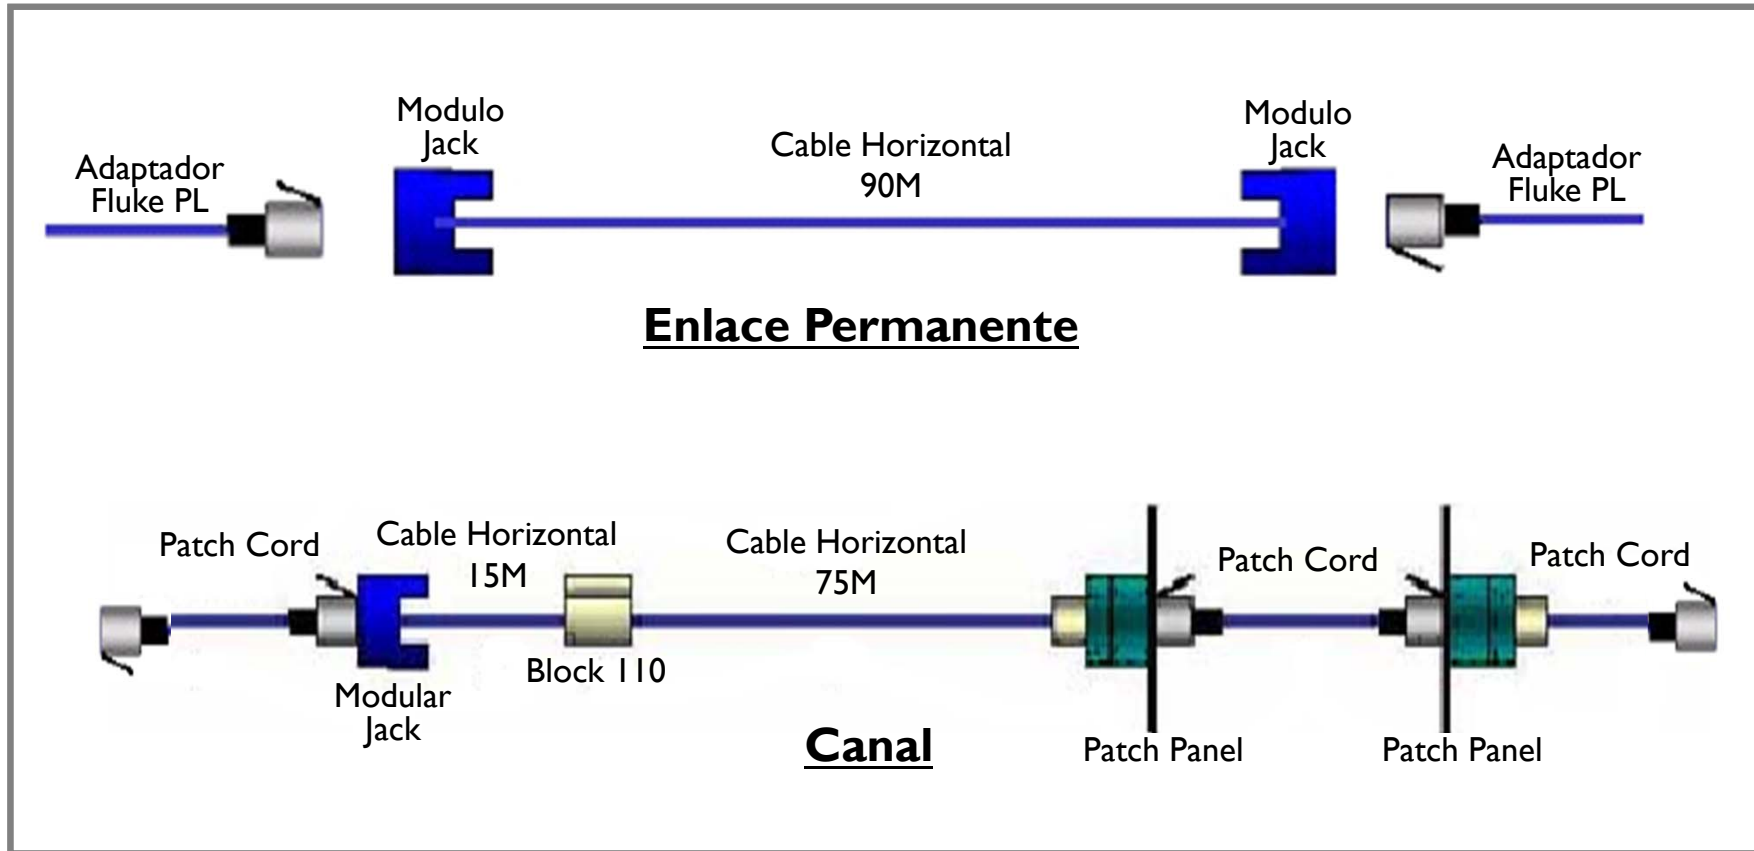 Modulo
Jack
Modulo
Jack
Cable Horizontal
90M
Adaptador
Fluke PL
Adaptador
Fluke PL
Enlace Permanente
Patch Cord
Cable Horizontal
15M
Cable Horizontal
75M
Patch Cord
Patch Cord
Block 110
Modular
Jack
Canal
Patch Panel
Patch Panel